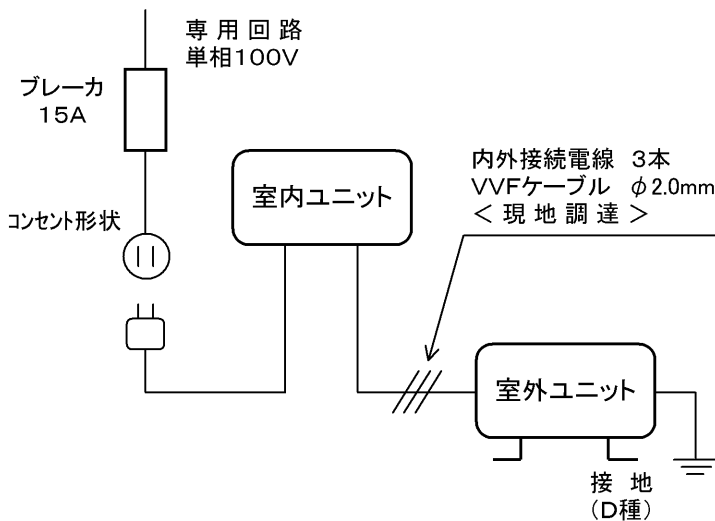 専用回路
単相100V
ブレーカ
15A
コンセント形状
室内ユニット
内外接続電線 3本
VVFケーブル φ2.0mm
<現地調達>
室外ユニット
接地
(D種)